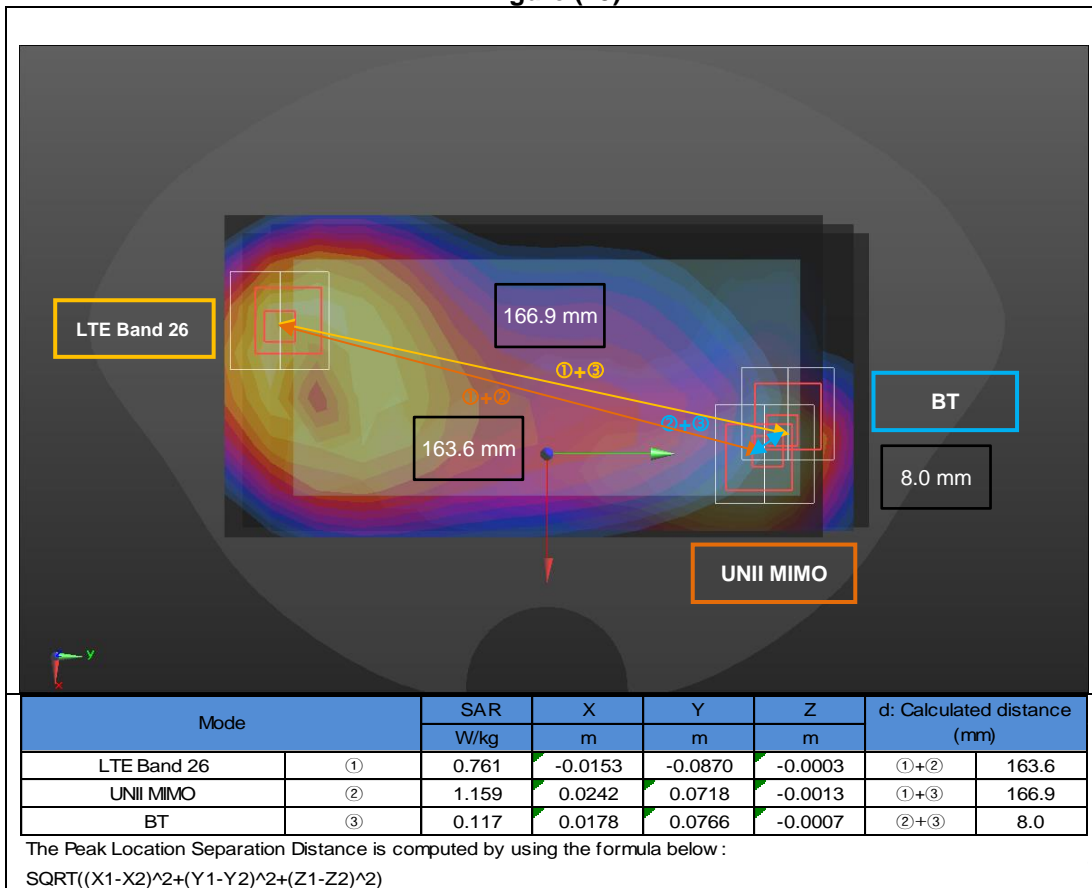 166.9 mm
LTE Band 26
①+③
①+②
BT
②+③
163.6 mm
8.0 mm
UNII MIMO
y
x
Mode SAR X Y Z d: Calculated distance (mm)
W/kg m m m
LTE Band 26 ① 0.761 -0.0153 -0.0870 -0.0003 ①+② 163.6
UNII MIMO ② 1.159 0.0242 0.0718 -0.0013 ①+③ 166.9
BT ③ 0.117 0.0178 0.0766 -0.0007 ②+③ 8.0
The Peak Location Separation Distance is computed by using the formula below :
SQRT((X1-X2)^2+(Y1-Y2)^2+(Z1-Z2)^2)